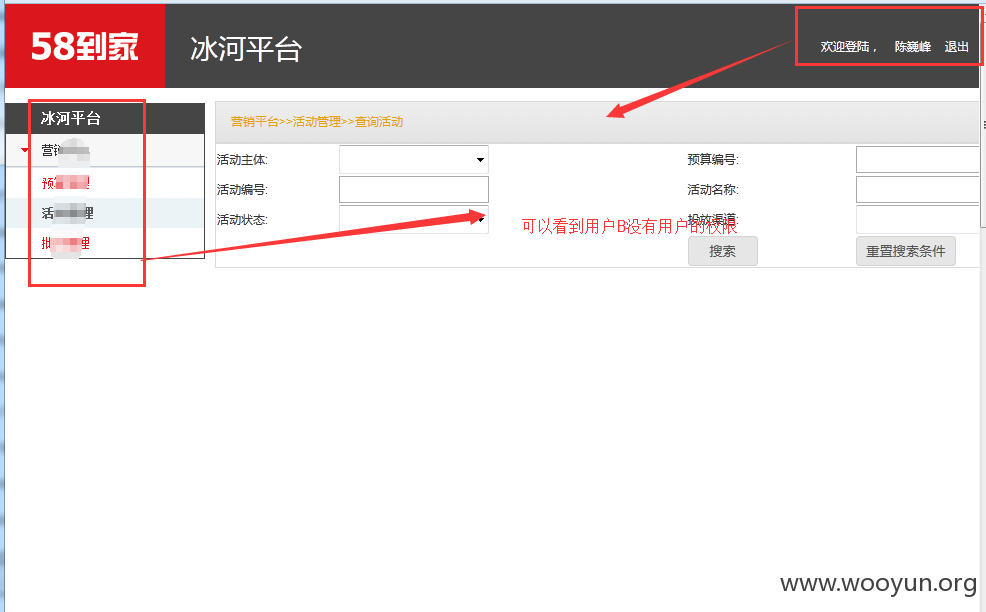 58到家
冰河平台
欢迎登陆， 陈巍峰 退出
冰河平台
营销
预 理
活 理
批 理
营销平台>>活动管理>>查询活动
活动主体:
预算编号:
活动编号:
活动名称:
活动状态:
投放渠道:
可以看到用户B没有用户的权限
搜索
重置搜索条件
www.wooyun.org